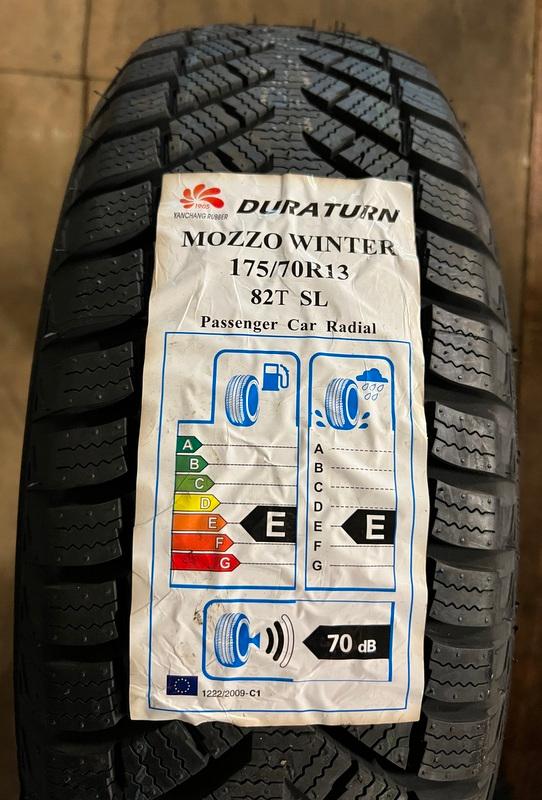 1905
YANCHANG RUBBER
DURATURN
MOZZO WINTER
175/70R13
82T SL
Passenger Car Radial
A
B
C
D
E
F
G
E
A
B
C
D
E
F
G
E
70 dB
1222/2009-C1